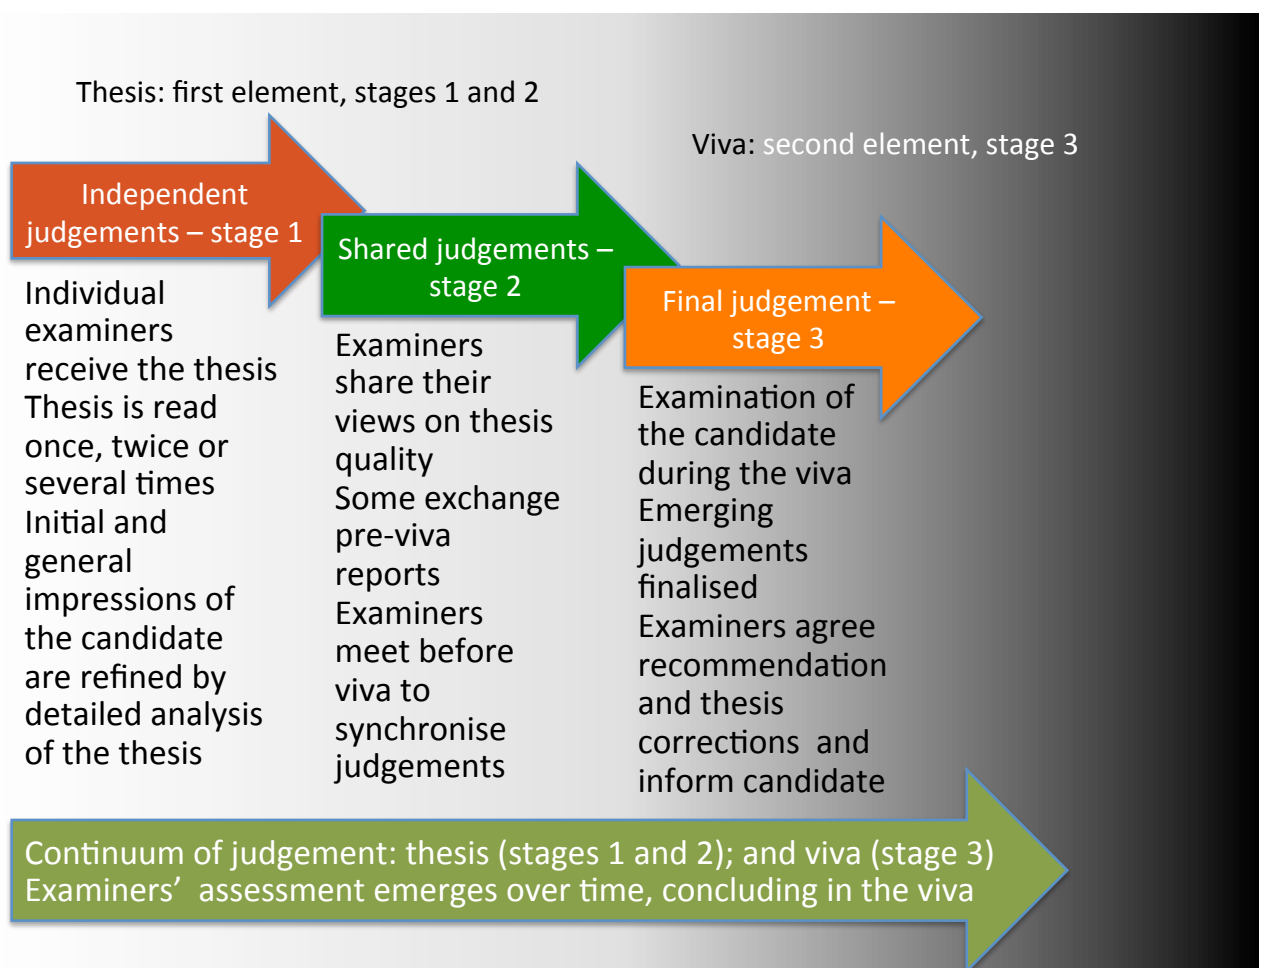 Thesis: first element, stages 1 and 2
Viva: second element, stage 3
Independent
judgements – stage 1
Individual
examiners
receive the thesis
Thesis is read
once, twice or
several times
Initial and
general
impressions of
the candidate
are refined by
detailed analysis
of the thesis
Shared judgements –
stage 2
Examiners
share their
views on thesis
quality
Some exchange
pre-viva
reports
Examiners
meet before
viva to
synchronise
judgements
Final judgement –
stage 3
Examination of
the candidate
during the viva
Emerging
judgements
finalised
Examiners agree
recommendation
and thesis
corrections and
inform candidate
Continuum of judgement: thesis (stages 1 and 2); and viva (stage 3)
Examiners’ assessment emerges over time, concluding in the viva